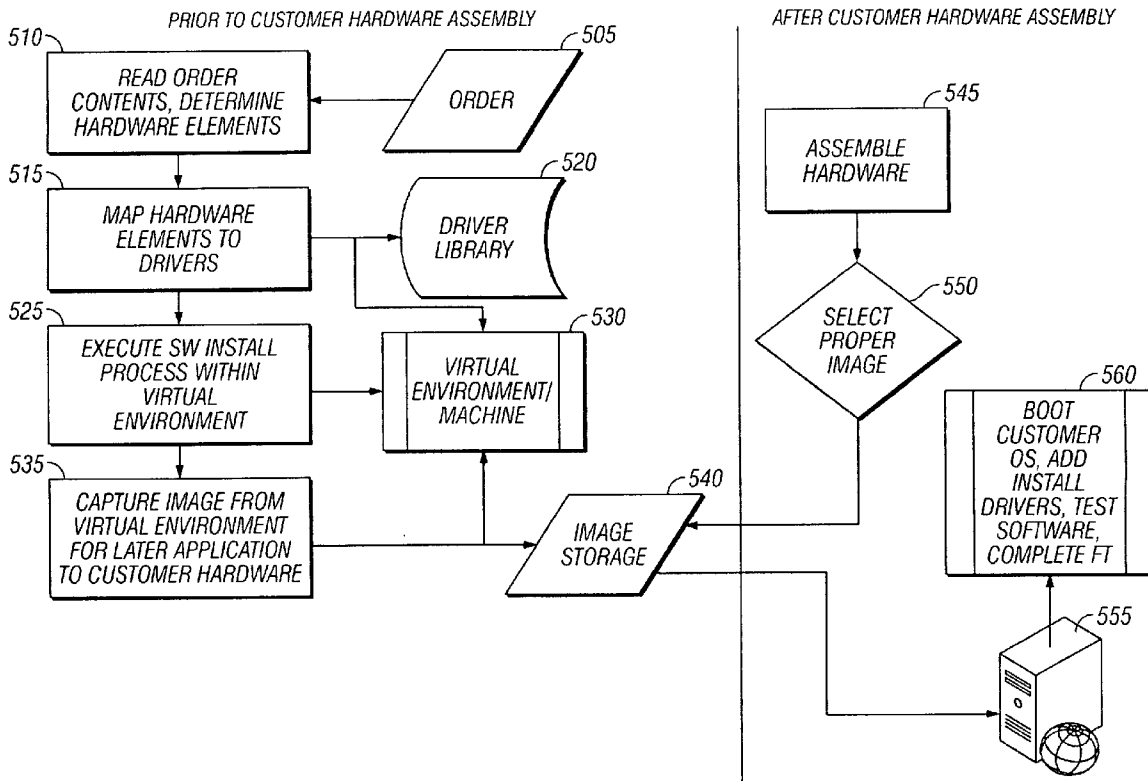 PRIOR TO CUSTOMER HARDWARE ASSEMBLY
510
505
READ ORDER
CONTENTS, DETERMINE
HARDWARE ELEMENTS
ORDER
515
520
MAP HARDWARE
ELEMENTS TO
DRIVERS
DRIVER
LIBRARY
525
530
EXECUTE SW INSTALL
PROCESS WITHIN
VIRTUAL
ENVIRONMENT
VIRTUAL
ENVIRONMENT/
MACHINE
535
540
CAPTURE IMAGE FROM
VIRTUAL ENVIRONMENT
FOR LATER APPLICATION
TO CUSTOMER HARDWARE
IMAGE
STORAGE
AFTER CUSTOMER HARDWARE ASSEMBLY
545
ASSEMBLE
HARDWARE
550
SELECT
PROPER
IMAGE
560
BOOT
CUSTOMER
OS, ADD
INSTALL
DRIVERS, TEST
SOFTWARE,
COMPLETE FT
555